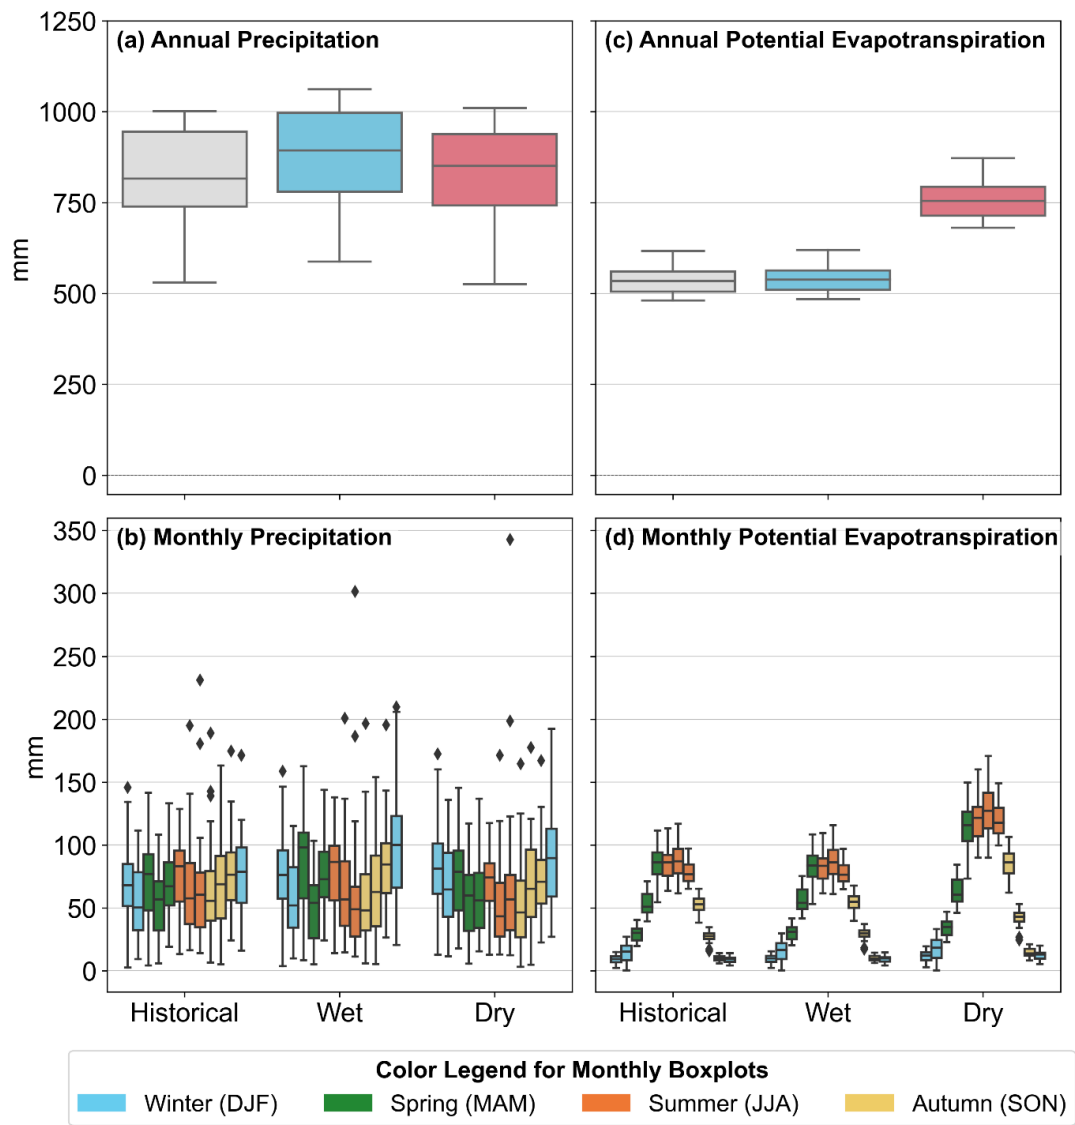 (a) Annual Precipitation
(c) Annual Potential Evapotranspiration
1250
1000
750
500
250
0
mm
(b) Monthly Precipitation
(d) Monthly Potential Evapotranspiration
350
300
250
200
150
100
50
0
mm
Historical Wet Dry
Historical Wet Dry
Color Legend for Monthly Boxplots
Winter (DJF) Spring (MAM) Summer (JJA) Autumn (SON)